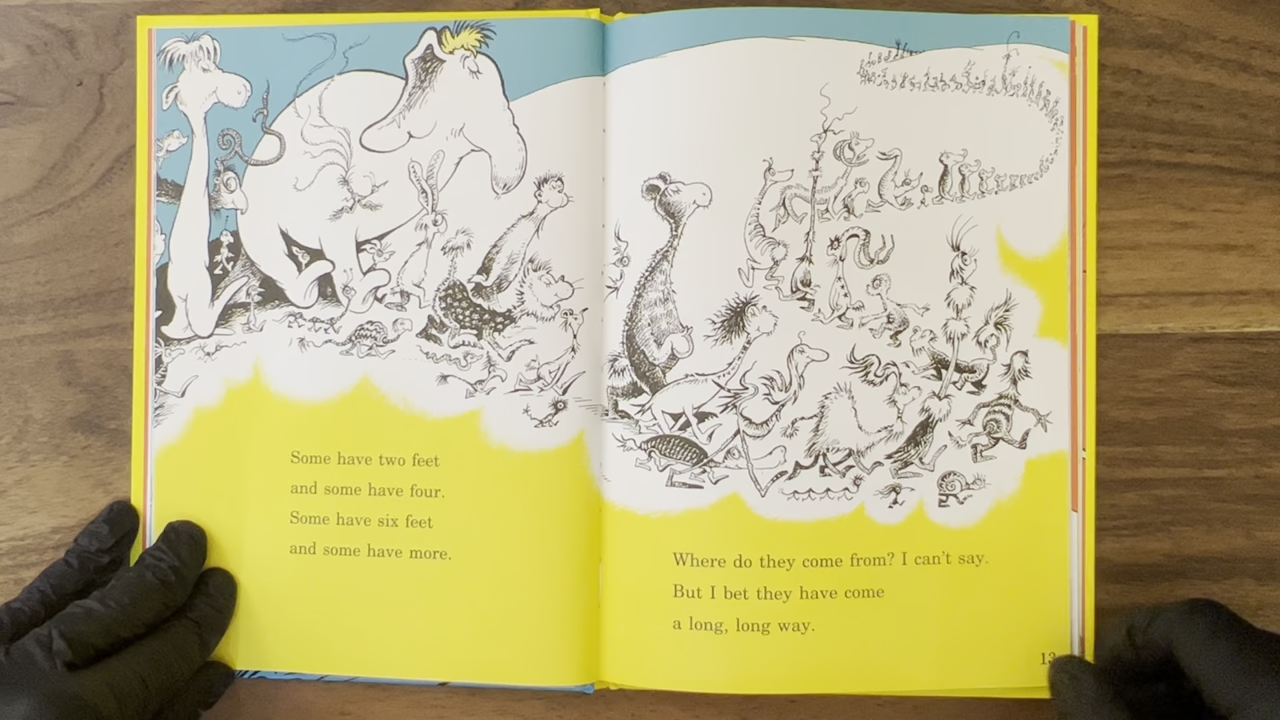 Some have two feet
and some have four.
Some have six feet
and some have more.
Where do they come from? I can't say.
But I bet they have come
a long, long way.
13